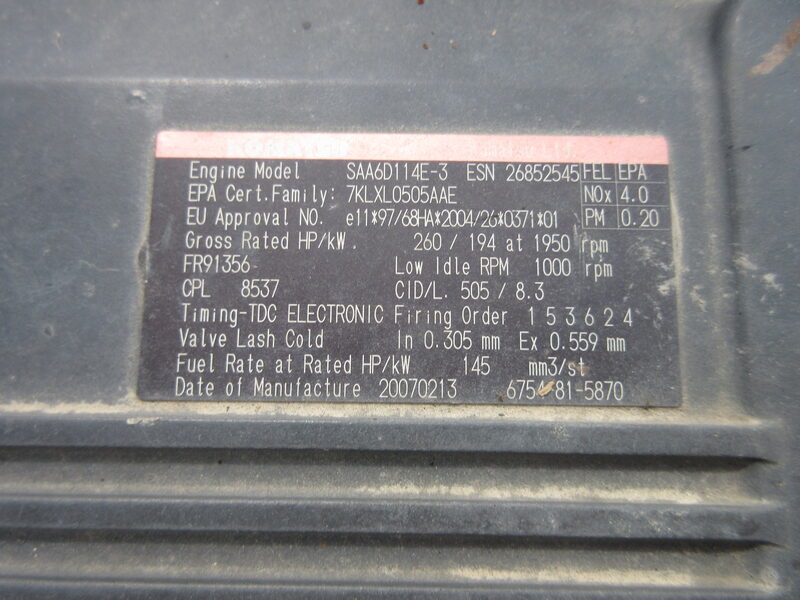 Engine Model SAA6D114E-3 ESN 26852545 FEL EPA
EPA Cert.Family: 7KLXL0505AAE NOx 4.0
EU Approval NO. e11*97/68HA*2004/26*0371*01 PM 0.20
Gross Rated HP/kW. 260 / 194 at 1950 rpm
FR91356 Low Idle RPM 1000 rpm
CPL 8537 CID/L. 505 / 8.3
Timing-TDC ELECTRONIC Firing Order 1 5 3 6 2 4
Valve Lash Cold In 0.305 mm Ex 0.559 mm
Fuel Rate at Rated HP/kW 145 mm3/st
Date of Manufacture 20070213 6754-81-5870